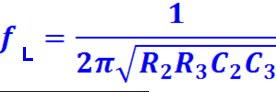 f_L = 1 / (2π√(R₂R₃C₂C₃))